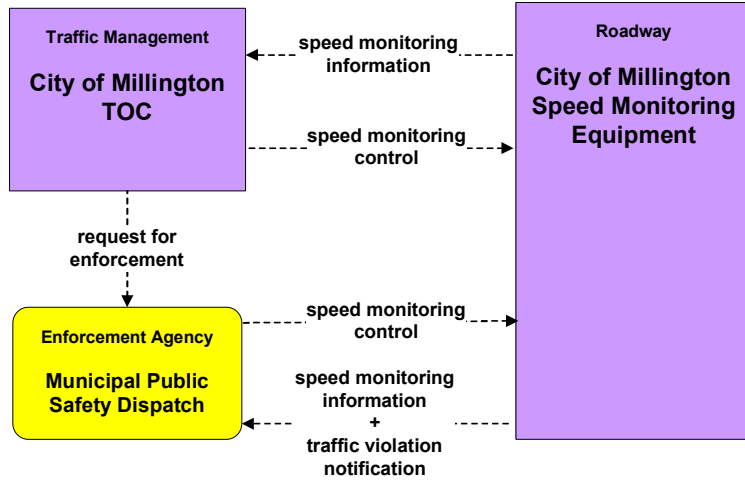 Traffic Management
City of Millington
TOC
speed monitoring
information
Roadway
City of Millington
Speed Monitoring
Equipment
speed monitoring
control
request for
enforcement
Enforcement Agency
Municipal Public
Safety Dispatch
speed monitoring
control
speed monitoring
information
+
traffic violation
notification